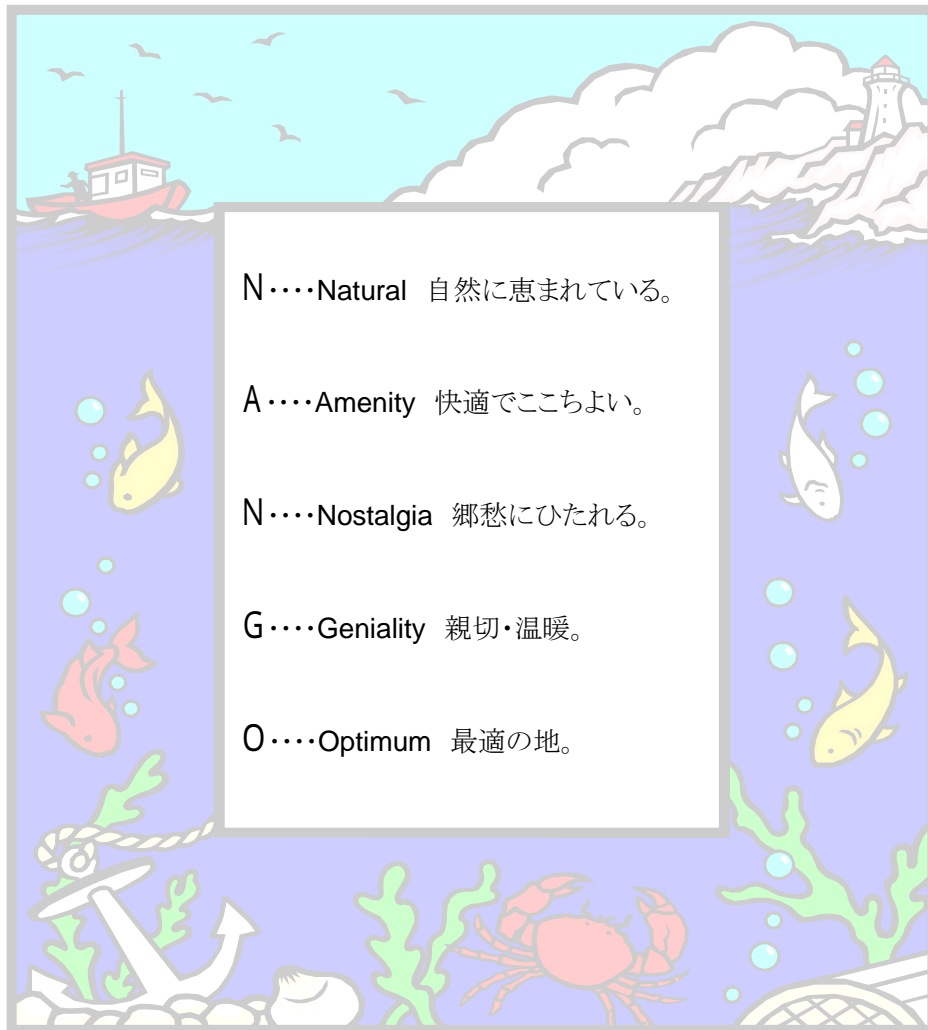 N‥‥Natural 自然に恵まれている。
A‥‥Amenity 快適でここちよい。
N‥‥Nostalgia 郷愁にひたれる。
G‥‥Geniality 親切・温暖。
O‥‥Optimum 最適の地。